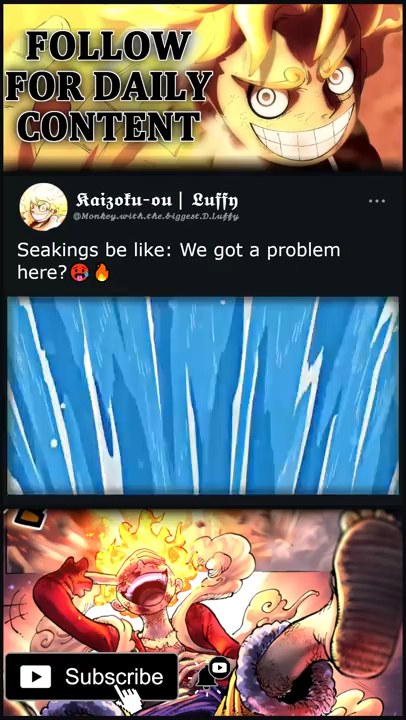 FOLLOW
FOR DAILY
CONTENT
𝕶aizoku-ou | Luffy
@Monkey.with.the.biggest.D.Luffy
Seakings be like: We got a problem
here?🥵🔥
Subscribe